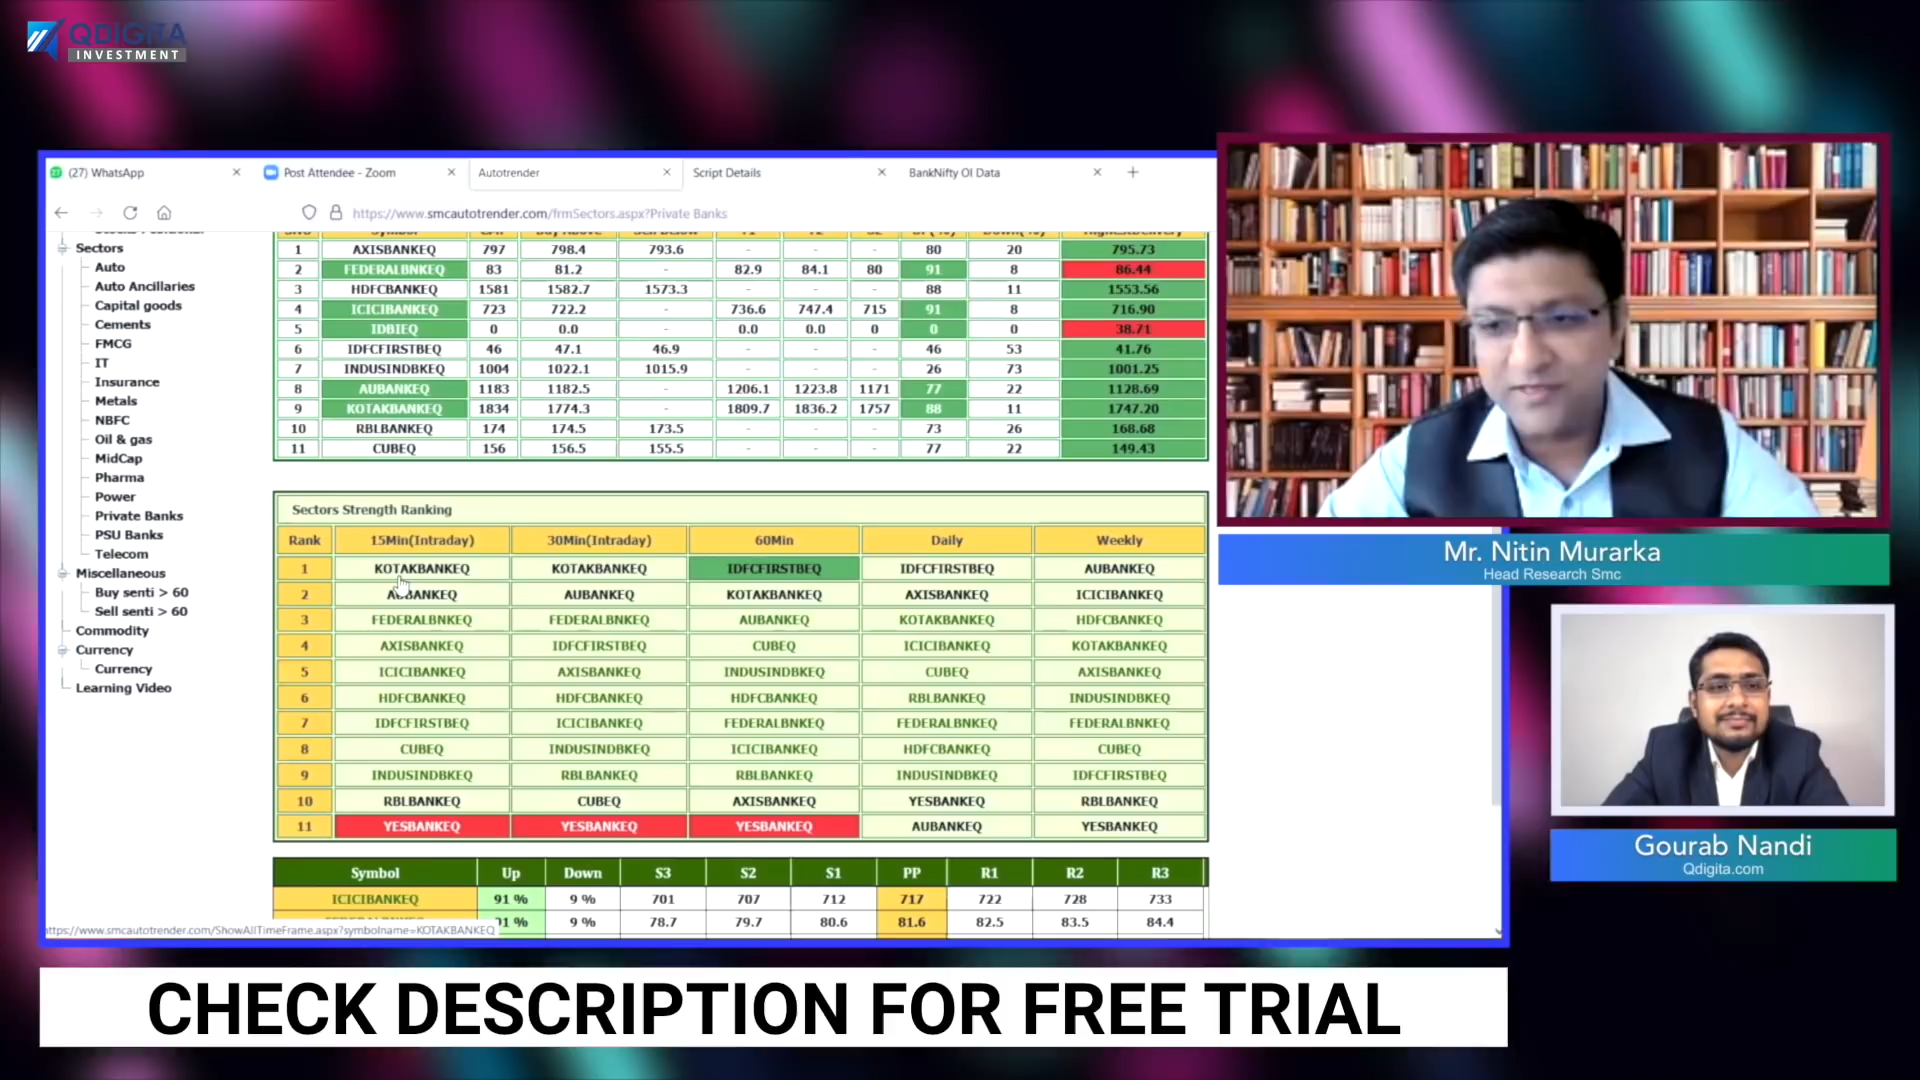 QDIGITA
INVESTMENT
(27) WhatsApp
Post Attendee - Zoom
Autotrender
Script Details
BankNifty OI Data
https://www.smcautotrender.com/frmSectors.aspx?Private Banks
Sectors
Auto
Auto Ancillaries
Capital goods
Cements
FMCG
IT
Insurance
Metals
NBFC
Oil & gas
MidCap
Pharma
Power
Private Banks
PSU Banks
Telecom
Miscellaneous
Buy senti > 60
Sell senti > 60
Commodity
Currency
Currency
Learning Video
1 AXISBANKEQ 797 798.4 793.6 - - - 80 20 795.73
2 FEDERALBNKEQ 83 81.2 - 82.9 84.1 80 91 8 86.44
3 HDFCBANKEQ 1581 1582.7 1573.3 - - - 88 11 1553.56
4 ICICIBANKEQ 723 722.2 - 736.6 747.4 715 91 8 716.90
5 IDBIEQ 0 0.0 - 0.0 0.0 0 0 0 38.71
6 IDFCFIRSTBEQ 46 47.1 46.9 - - - 46 53 41.76
7 INDUSINDBKEQ 1004 1022.1 1015.9 - - - 26 73 1001.25
8 AUBANKEQ 1183 1182.5 - 1206.1 1223.8 1171 77 22 1128.69
9 KOTAKBANKEQ 1834 1774.3 - 1809.7 1836.2 1757 88 11 1747.20
10 RBLBANKEQ 174 174.5 173.5 - - - 73 26 168.68
11 CUBEQ 156 156.5 155.5 - - - 77 22 149.43
Sectors Strength Ranking
Rank 15Min(Intraday) 30Min(Intraday) 60Min Daily Weekly
1 KOTAKBANKEQ KOTAKBANKEQ IDFCFIRSTBEQ IDFCFIRSTBEQ AUBANKEQ
2 AUBANKEQ AUBANKEQ KOTAKBANKEQ AXISBANKEQ ICICIBANKEQ
3 FEDERALBNKEQ FEDERALBNKEQ AUBANKEQ KOTAKBANKEQ HDFCBANKEQ
4 AXISBANKEQ IDFCFIRSTBEQ CUBEQ ICICIBANKEQ KOTAKBANKEQ
5 ICICIBANKEQ AXISBANKEQ INDUSINDBKEQ CUBEQ AXISBANKEQ
6 HDFCBANKEQ HDFCBANKEQ HDFCBANKEQ RBLBANKEQ INDUSINDBKEQ
7 IDFCFIRSTBEQ ICICIBANKEQ FEDERALBNKEQ FEDERALBNKEQ FEDERALBNKEQ
8 CUBEQ INDUSINDBKEQ ICICIBANKEQ HDFCBANKEQ CUBEQ
9 INDUSINDBKEQ RBLBANKEQ RBLBANKEQ INDUSINDBKEQ IDFCFIRSTBEQ
10 RBLBANKEQ CUBEQ AXISBANKEQ YESBANKEQ RBLBANKEQ
11 YESBANKEQ YESBANKEQ YESBANKEQ AUBANKEQ YESBANKEQ
Symbol Up Down S3 S2 S1 PP R1 R2 R3
ICICIBANKEQ 91 % 9 % 701 707 712 717 722 728 733
9 % 78.7 79.7 80.6 81.6 82.5 83.5 84.4
https://www.smcautotrender.com/ShowAllTimeFrame.aspx?symbolname=KOTAKBANKEQ
Mr. Nitin Murarka
Head Research Smc
Gourab Nandi
Qdigita.com
CHECK DESCRIPTION FOR FREE TRIAL